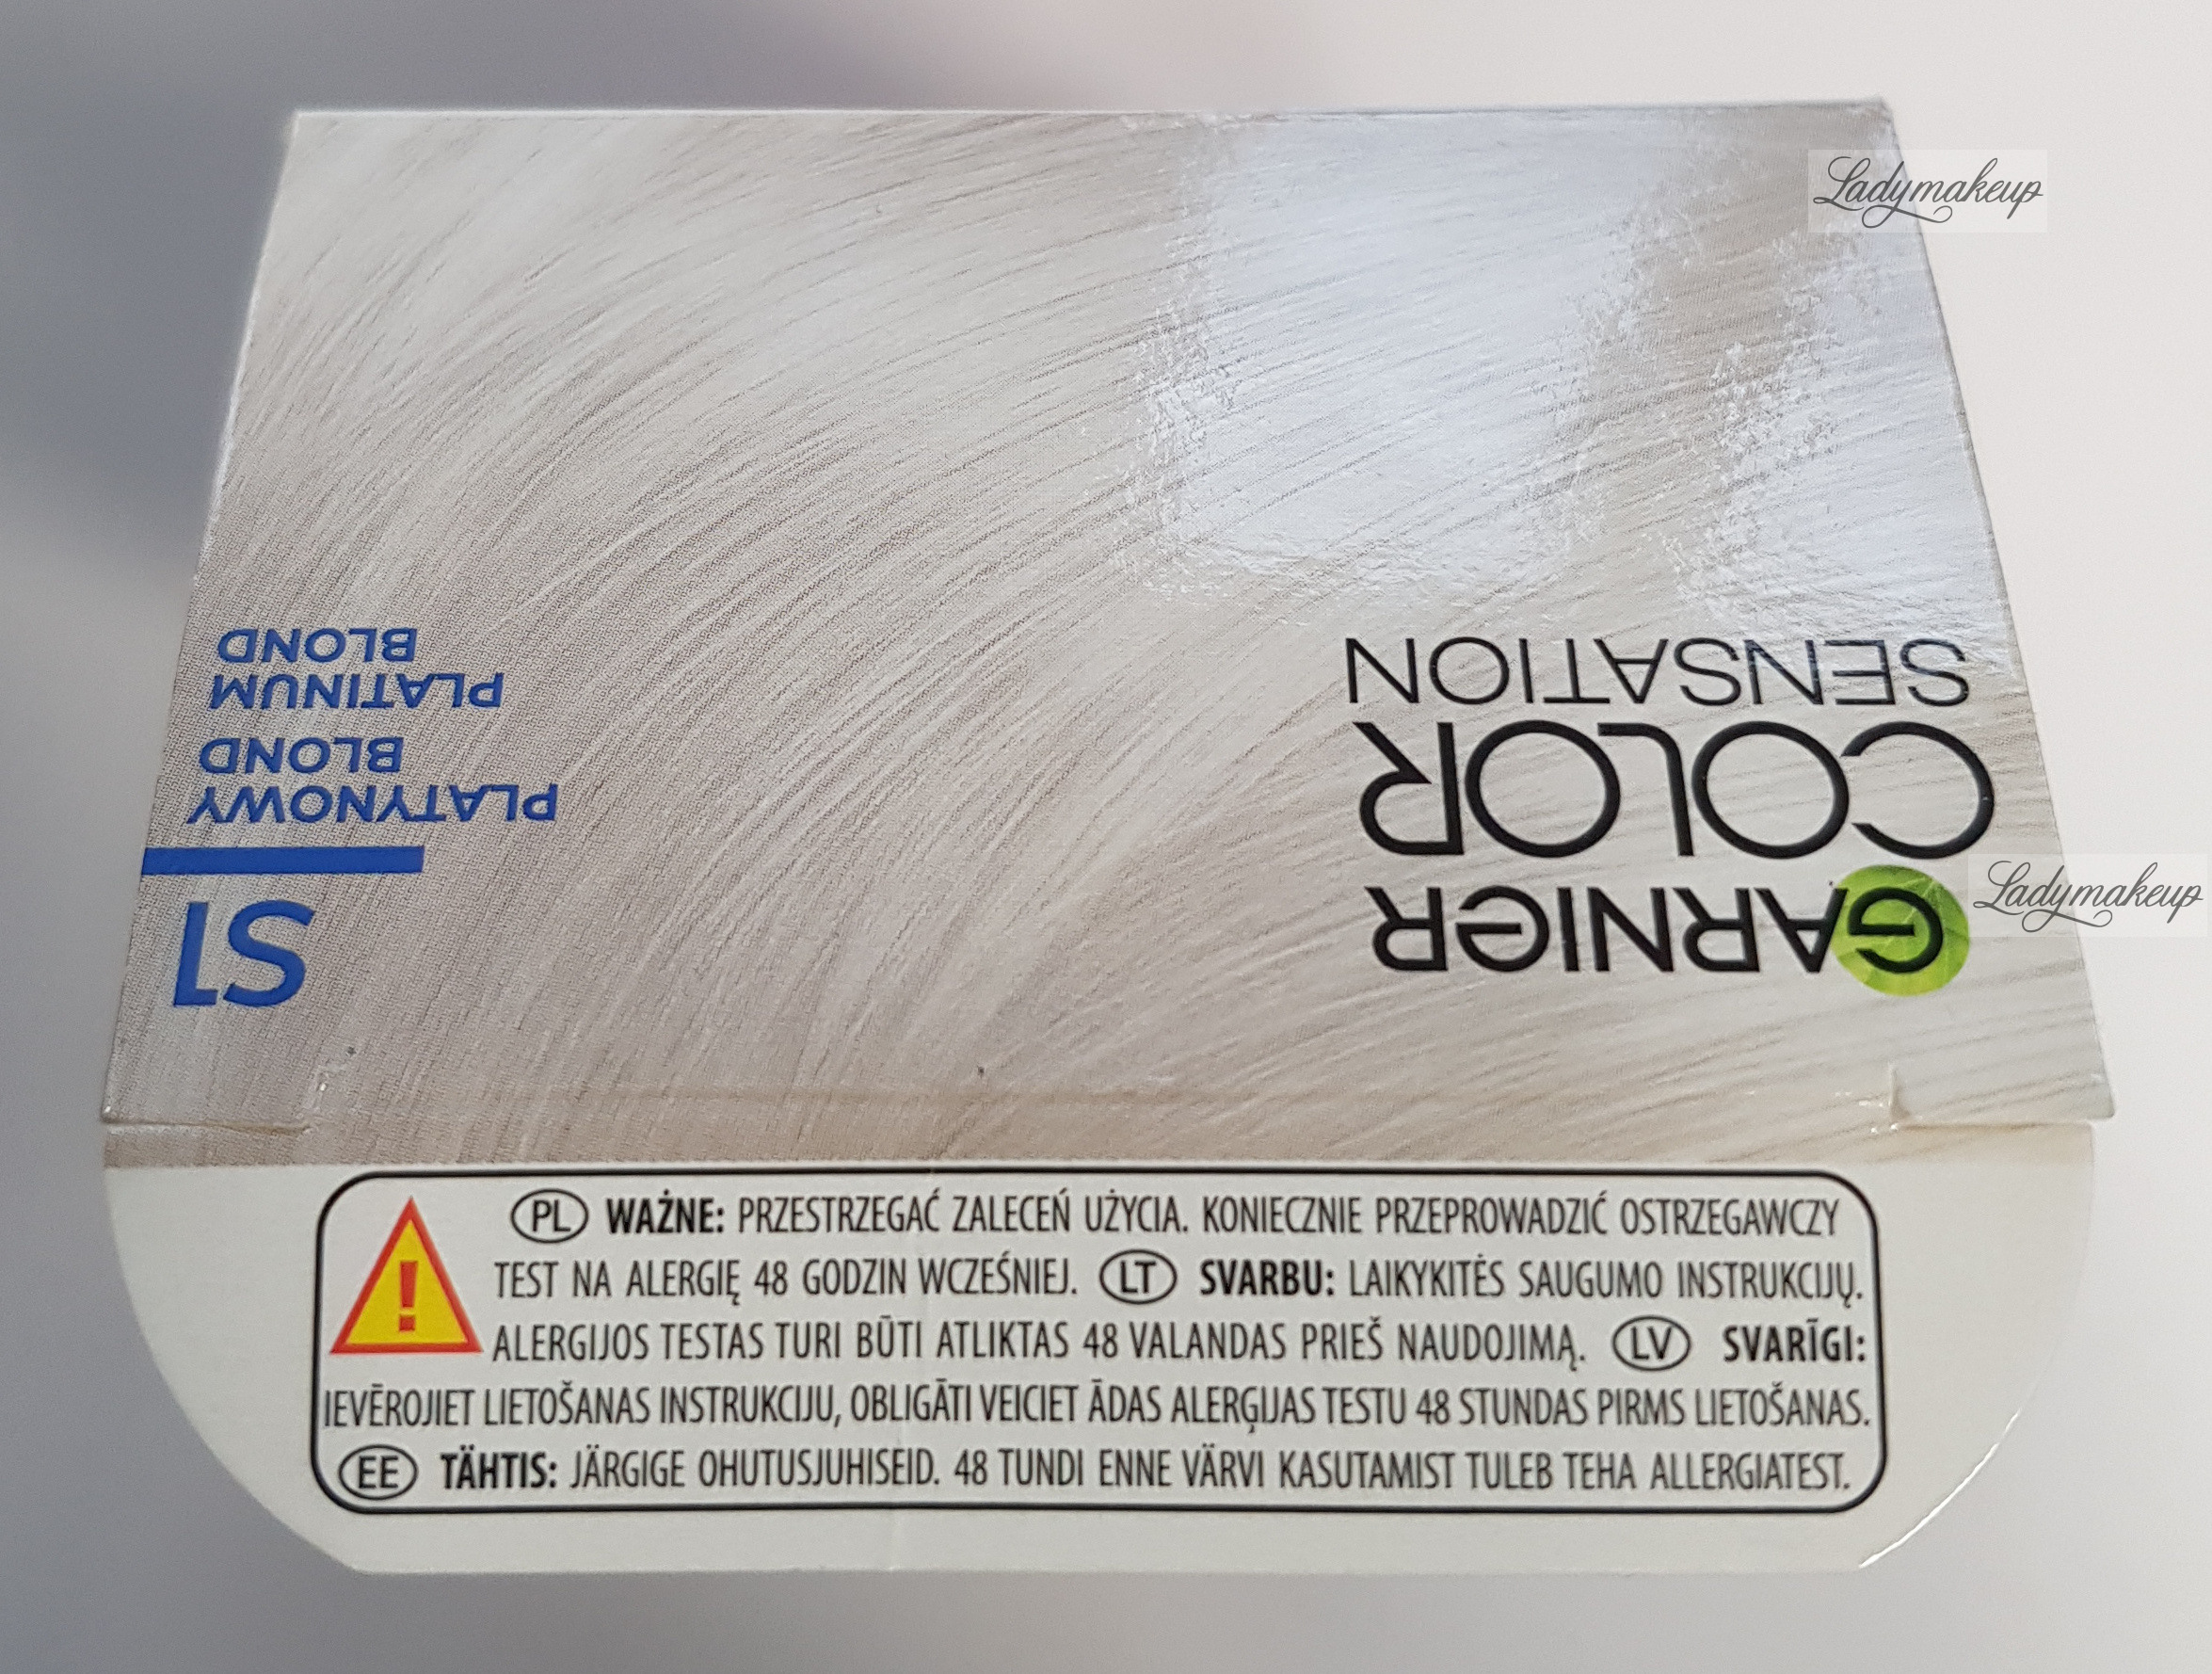 GARNIER
COLOR
SENSATION
S1
PLATYNOWY
BLOND
PLATINUM
BLOND
PL WAŻNE: PRZESTRZEGAĆ ZALECEŃ UŻYCIA. KONIECZNIE PRZEPROWADZIĆ OSTRZEGAWCZY
TEST NA ALERGIĘ 48 GODZIN WCZEŚNIEJ. LT SVARBU: LAIKYKITĖS SAUGUMO INSTRUKCIJŲ.
ALERGIJOS TESTAS TURI BŪTI ATLIKTAS 48 VALANDAS PRIEŠ NAUDOJIMĄ. LV SVARĪGI:
IEVĒROJIET LIETOŠANAS INSTRUKCIJU, OBLIGĀTI VEICIET ĀDAS ALERĢIJAS TESTU 48 STUNDAS PIRMS LIETOŠANAS.
EE TÄHTIS: JÄRGIGE OHUTUSJUHISEID. 48 TUNDI ENNE VÄRVI KASUTAMIST TULEB TEHA ALLERGIATEST.
Ladymakeup
Ladymakeup